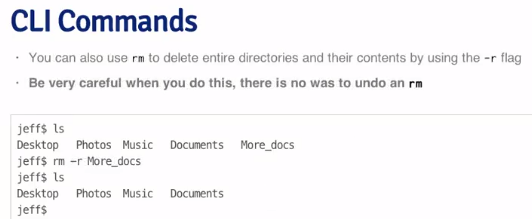 CLI Commands
· You can also use rm to delete entire directories and their contents by using the -r flag
· Be very careful when you do this, there is no was to undo an rm
jeff$ ls
Desktop Photos Music Documents More_docs
jeff$ rm -r More_docs
jeff$ ls
Desktop Photos Music Documents
jeff$